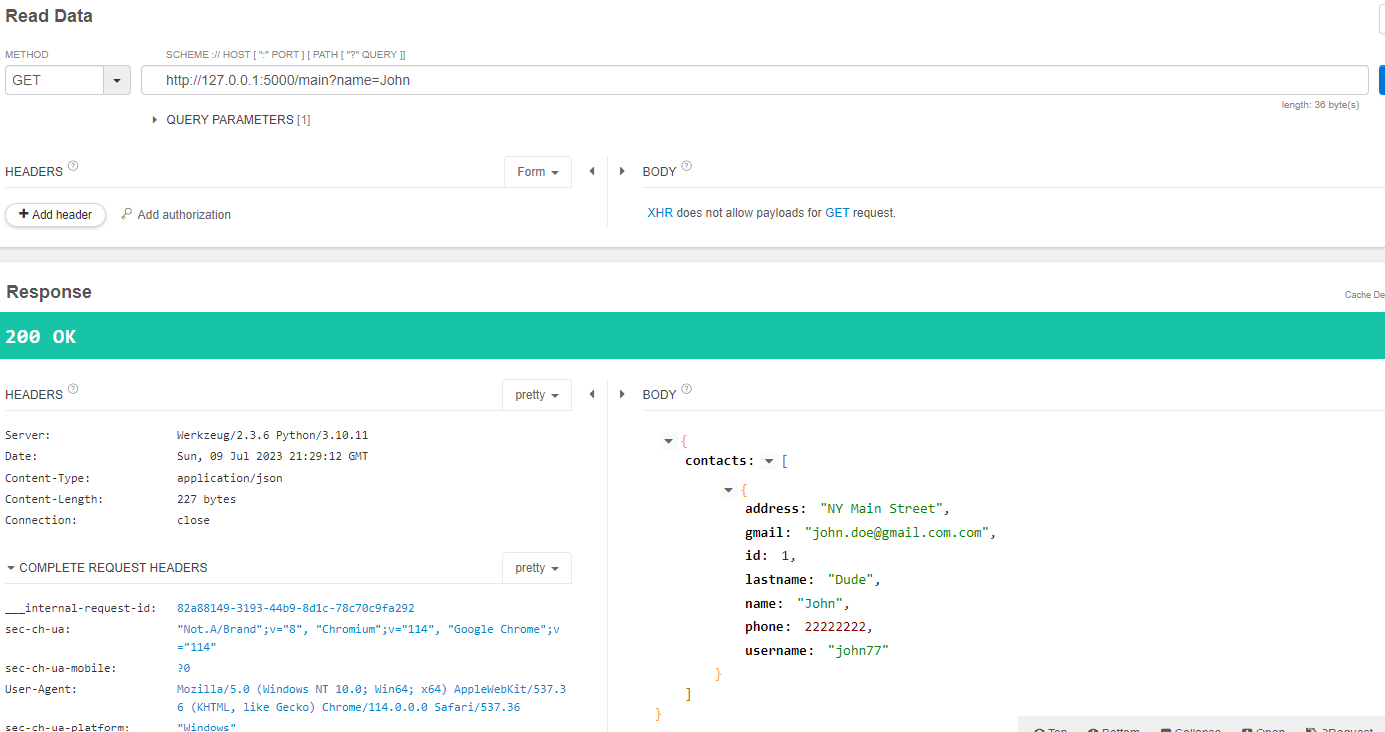 Read Data
METHOD
SCHEME :// HOST [ ":" PORT ] [ PATH [ "?" QUERY ]]
GET
http://127.0.0.1:5000/main?name=John
length: 36 byte(s)
QUERY PARAMETERS [1]
HEADERS ?
Form
BODY ?
+ Add header
Add authorization
XHR does not allow payloads for GET request.
Response
Cache De
200 OK
HEADERS ?
pretty
BODY ?
Server: Werkzeug/2.3.6 Python/3.10.11
Date: Sun, 09 Jul 2023 21:29:12 GMT
Content-Type: application/json
Content-Length: 227 bytes
Connection: close
COMPLETE REQUEST HEADERS
pretty
___internal-request-id: 82a88149-3193-44b9-8d1c-78c70c9fa292
sec-ch-ua: "Not.A/Brand";v="8", "Chromium";v="114", "Google Chrome";v
="114"
sec-ch-ua-mobile: ?0
User-Agent: Mozilla/5.0 (Windows NT 10.0; Win64; x64) AppleWebKit/537.3
6 (KHTML, like Gecko) Chrome/114.0.0.0 Safari/537.36
sec-ch-ua-platform: "Windows"
{
contacts: [
{
address: "NY Main Street",
gmail: "john.doe@gmail.com.com",
id: 1,
lastname: "Dude",
name: "John",
phone: 22222222,
username: "john77"
}
]
}
Top
Bottom
Collapse
Open
2Request